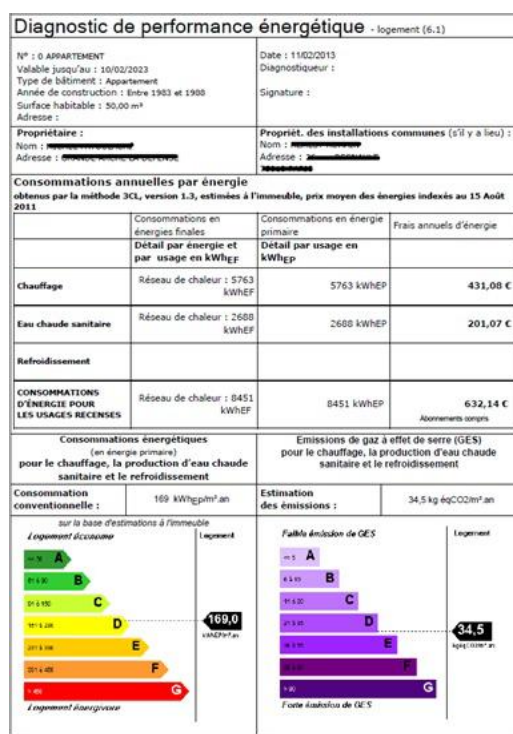 Diagnostic de performance énergétique - logement (6.1)
N° : 0 APPARTEMENT
Valable jusqu'au : 10/02/2023
Type de bâtiment : Appartement
Année de construction : Entre 1983 et 1988
Surface habitable : 50,00 m²
Adresse :
Date : 11/02/2013
Diagnostiqueur :
Signature :
Propriétaire :
Nom :
Adresse :
Propriét. des installations communes (s'il y a lieu) :
Nom :
Adresse :
Consommations annuelles par énergie
obtenus par la méthode 3CL, version 1.3, estimées à l'immeuble, prix moyen des énergies indexés au 15 Août
2011
Consommations en
énergies finales
Consommations en énergie
primaire
Frais annuels d'énergie
Détail par énergie et
par usage en kWhEF
Détail par usage en
kWhEP
Chauffage
Réseau de chaleur : 5763
kWhEF
5763 kWhEP
431,08 €
Eau chaude sanitaire
Réseau de chaleur : 2688
kWhEF
2688 kWhEP
201,07 €
Refroidissement
CONSOMMATIONS
D'ÉNERGIE POUR
LES USAGES RECENSES
Réseau de chaleur : 8451
kWhEF
8451 kWhEP
632,14 €
Abonnements compris
Consommations énergétiques
(en énergie primaire)
pour le chauffage, la production d'eau chaude
sanitaire et le refroidissement
Émissions de gaz à effet de serre (GES)
pour le chauffage, la production d'eau chaude
sanitaire et le refroidissement
Consommation
conventionnelle :
169 kWhEP/m².an
Estimation
des émissions :
34,5 kg éqCO2/m².an
sur la base d'estimations à l'immeuble
Logement économe
Logement
A
B
C
D
E
F
G
169,0
kWhEP/m².an
Logement énergivore
Faible émission de GES
Logement
A
B
C
D
E
F
G
34,5
kgéqCO2/m².an
Forte émission de GES